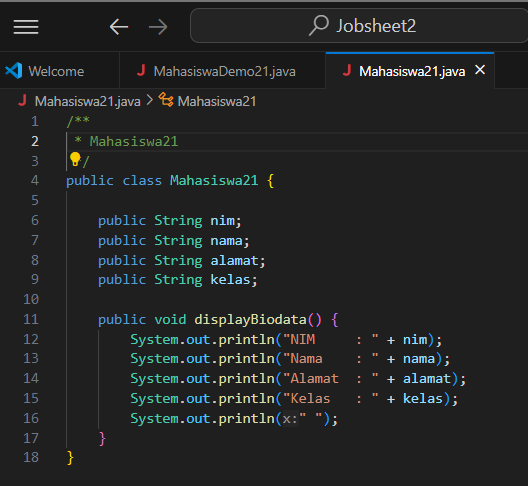 Jobsheet2
Welcome
MahasiswaDemo21.java
Mahasiswa21.java
Mahasiswa21.java > Mahasiswa21
1 /**
2  * Mahasiswa21
3  */
4 public class Mahasiswa21 {
5
6     public String nim;
7     public String nama;
8     public String alamat;
9     public String kelas;
10
11     public void displayBiodata() {
12         System.out.println("NIM     : " + nim);
13         System.out.println("Nama    : " + nama);
14         System.out.println("Alamat  : " + alamat);
15         System.out.println("Kelas   : " + kelas);
16         System.out.println(x:" ");
17     }
18 }